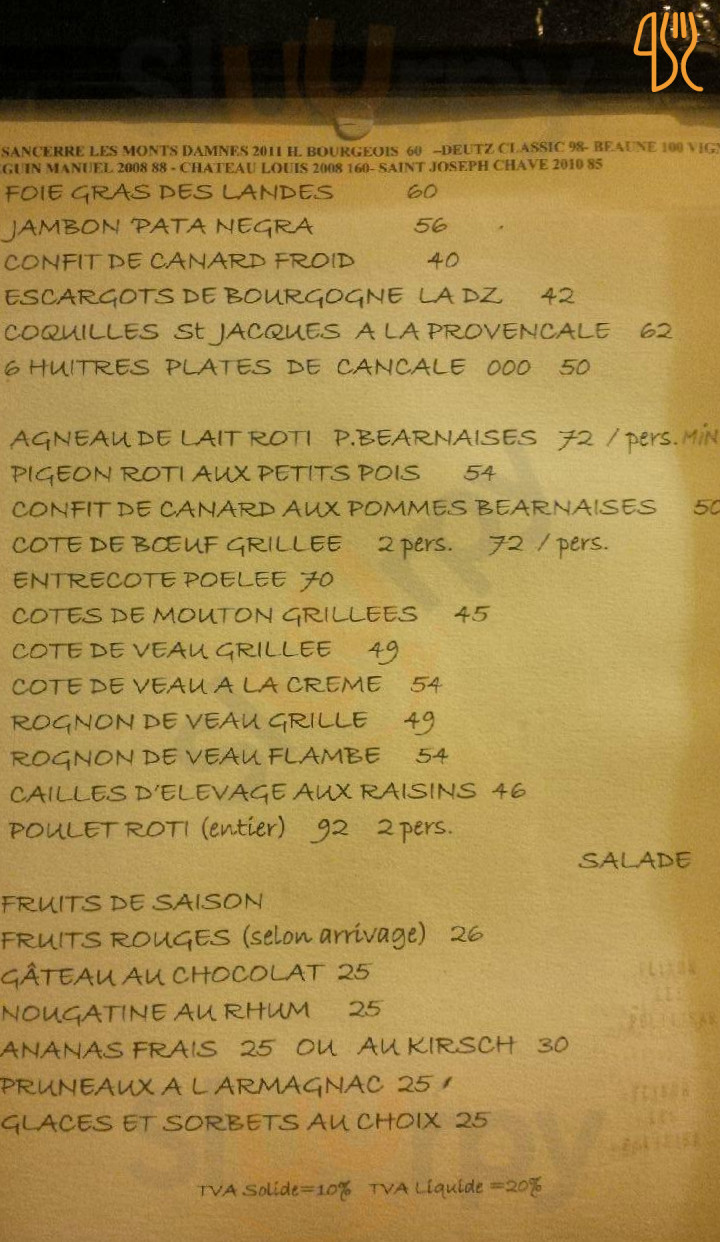 SANCERRE LES MONTS DAMNES 2011 H. BOURGEOIS 60 –DEUTZ CLASSIC 98- BEAUNE 100 VIG
GUIN MANUEL 2008 88 - CHATEAU LOUIS 2008 160- SAINT JOSEPH CHAVE 2010 85
FOIE GRAS DES LANDES 60
JAMBON PATA NEGRA 56
CONFIT DE CANARD FROID 40
ESCARGOTS DE BOURGOGNE LA DZ 42
COQUILLES St JACQUES A LA PROVENCALE 62
6 HUITRES PLATES DE CANCALE 000 50
AGNEAU DE LAIT ROTI P.BEARNAISES 72 / pers. MIN
PIGEON ROTI AUX PETITS POIS 54
CONFIT DE CANARD AUX POMMES BEARNAISES 50
COTE DE BŒUF GRILLEE 2 pers. 72 / pers.
ENTRECOTE POELEE 70
COTES DE MOUTON GRILLEES 45
COTE DE VEAU GRILLEE 49
COTE DE VEAU A LA CREME 54
ROGNON DE VEAU GRILLE 49
ROGNON DE VEAU FLAMBE 54
CAILLES D'ELEVAGE AUX RAISINS 46
POULET ROTI (entier) 92 2 pers.
SALADE
FRUITS DE SAISON
FRUITS ROUGES (selon arrivage) 26
GÂTEAU AU CHOCOLAT 25
NOUGATINE AU RHUM 25
ANANAS FRAIS 25 OU AU KIRSCH 30
PRUNEAUX A L ARMAGNAC 25
GLACES ET SORBETS AU CHOIX 25
TVA Solide=10% TVA Liquide =20%